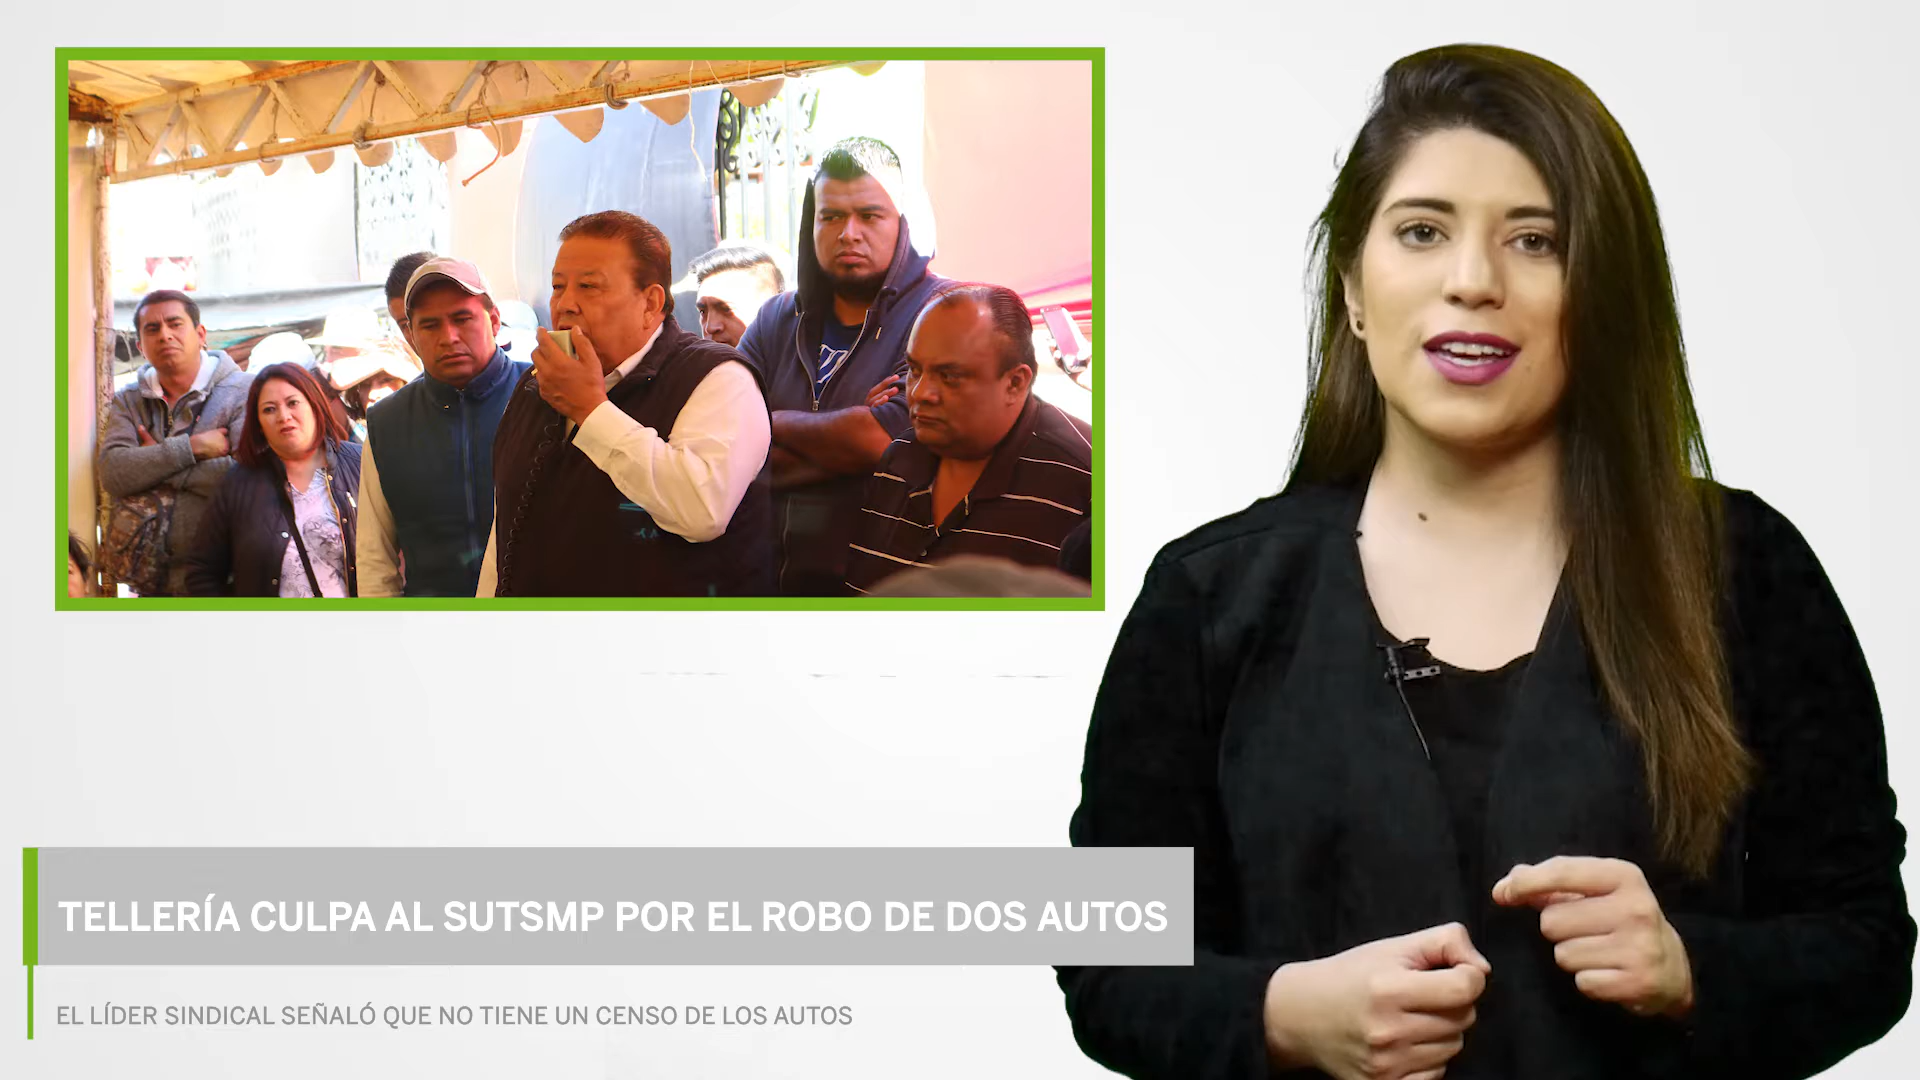 TELLERÍA CULPA AL SUTSMP POR EL ROBO DE DOS AUTOS
EL LÍDER SINDICAL SEÑALÓ QUE NO TIENE UN CENSO DE LOS AUTOS